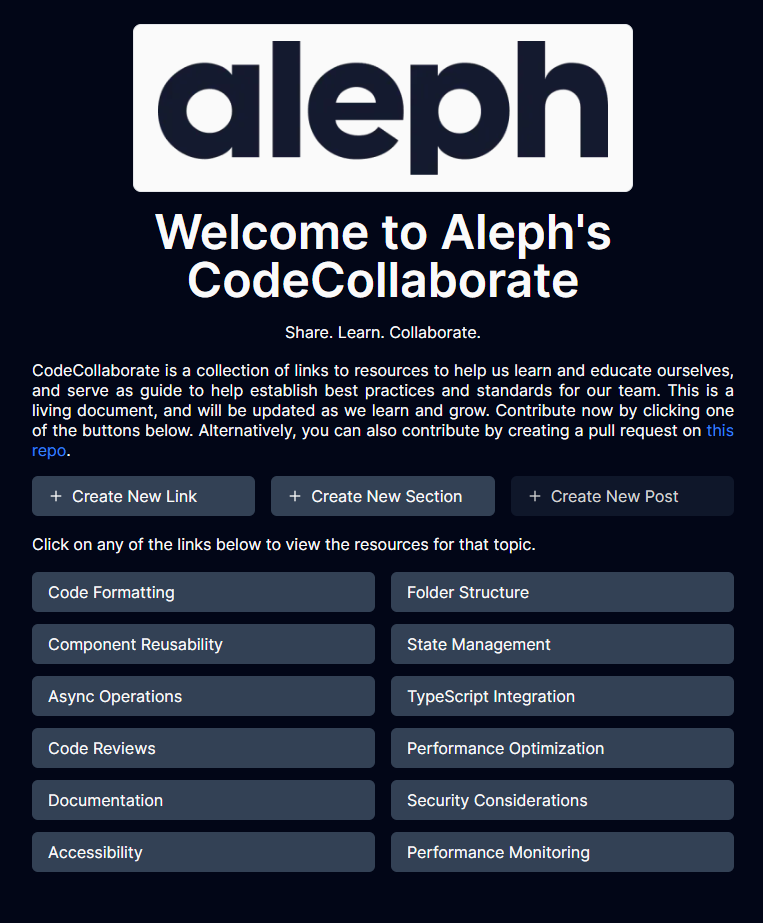 aleph
Welcome to Aleph's
CodeCollaborate
Share. Learn. Collaborate.
CodeCollaborate is a collection of links to resources to help us learn and educate ourselves,
and serve as guide to help establish best practices and standards for our team. This is a
living document, and will be updated as we learn and grow. Contribute now by clicking one
of the buttons below. Alternatively, you can also contribute by creating a pull request on this
repo.
+ Create New Link
+ Create New Section
+ Create New Post
Click on any of the links below to view the resources for that topic.
Code Formatting
Folder Structure
Component Reusability
State Management
Async Operations
TypeScript Integration
Code Reviews
Performance Optimization
Documentation
Security Considerations
Accessibility
Performance Monitoring